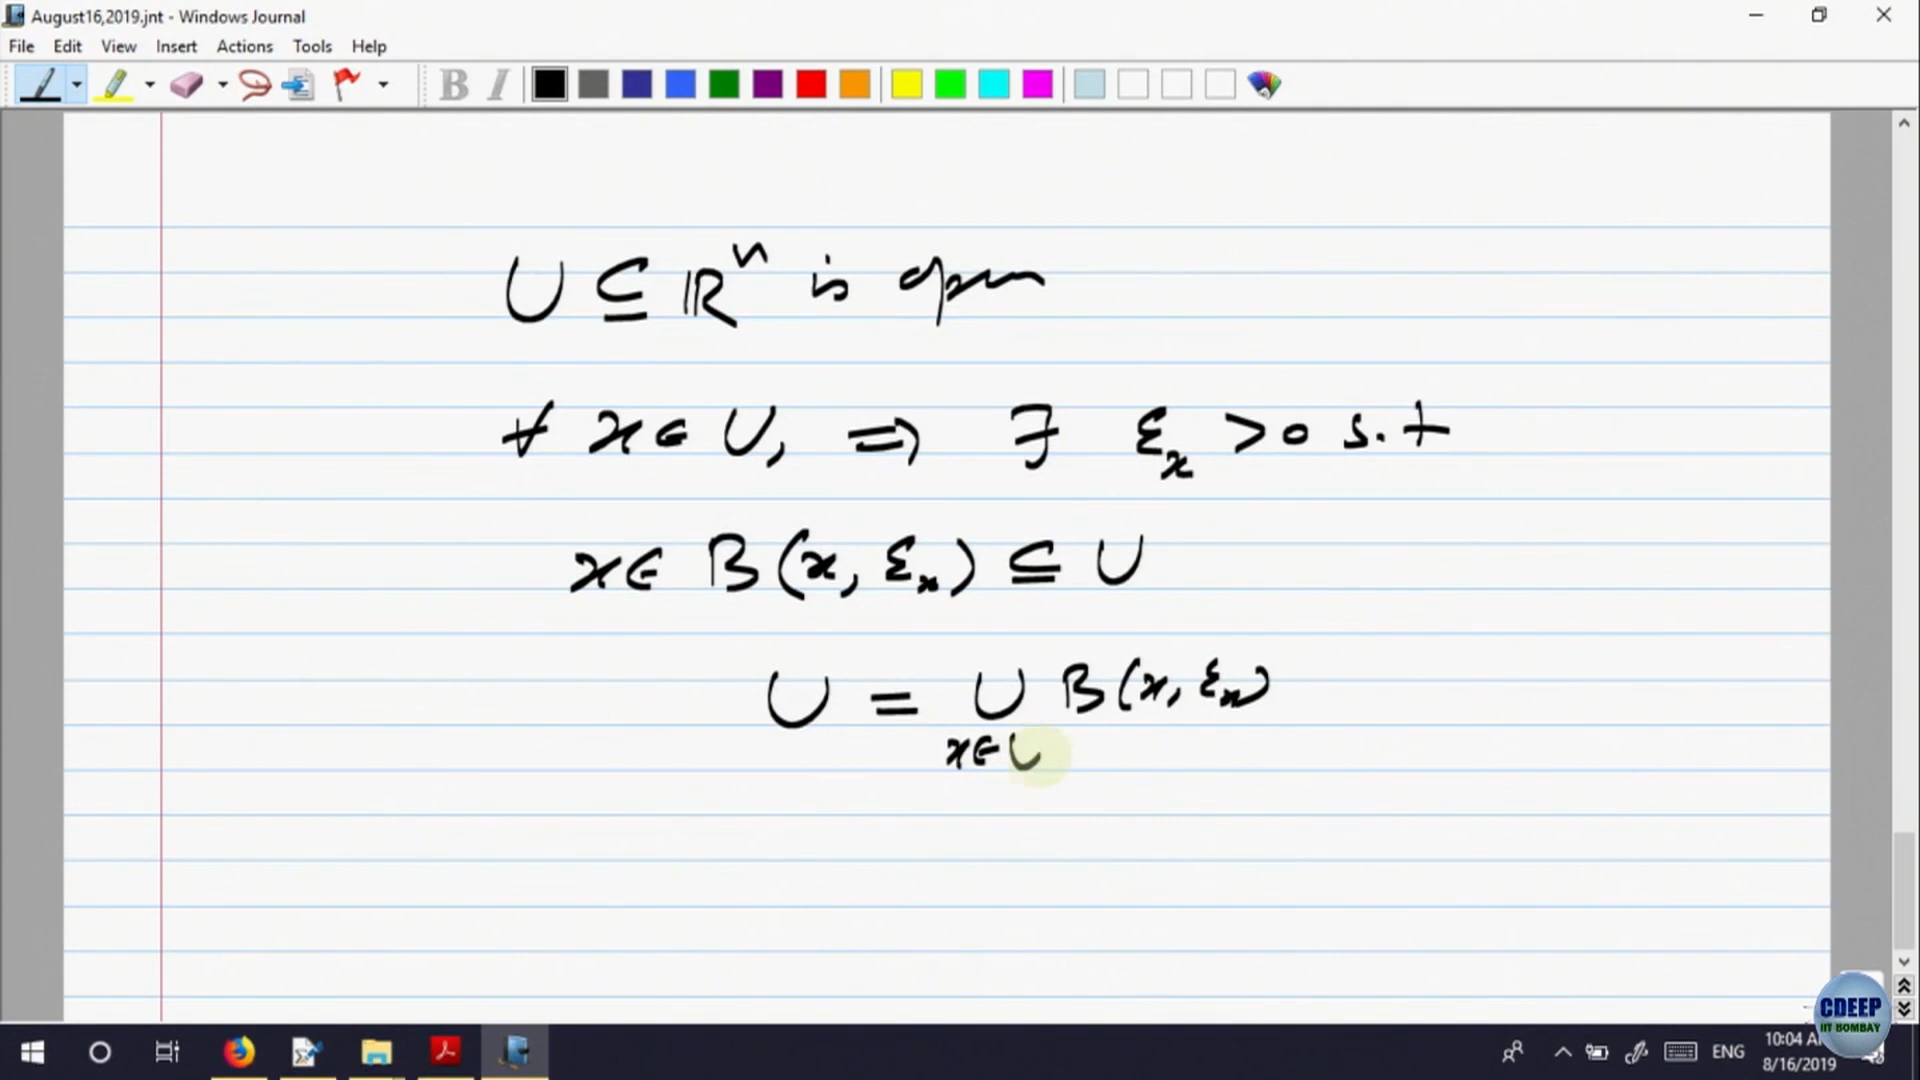 August16,2019.jnt - Windows Journal
File Edit View Insert Actions Tools Help
B I
U ⊆ ℝⁿ is open
∀ x ∈ U, ⇒ ∃ ε_x > 0 s.t
x ∈ B(x, ε_x) ⊆ U
U = ∪ B(x, ε_x)
x ∈ U
CDEEP
IIT BOMBAY
ENG
10:04 A
8/16/2019